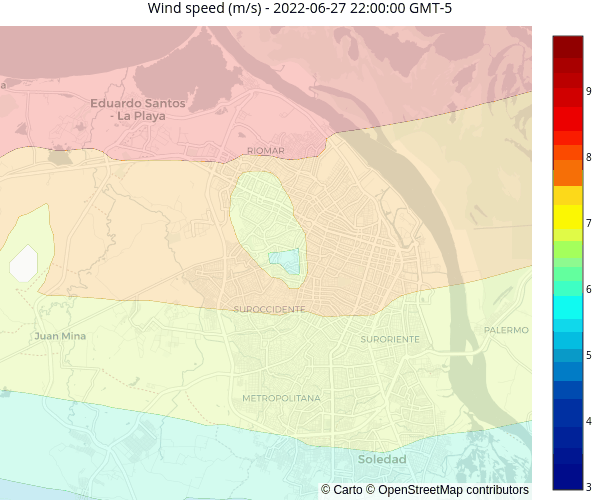 Wind speed (m/s) - 2022-06-27 22:00:00 GMT-5
a
Eduardo Santos
- La Playa
RIOMAR
SUROCCIDENTE
Juan Mina
SURORIENTE
PALERMO
METROPOLITANA
Soledad
© Carto © OpenStreetMap contributors
9
8
7
6
5
4
3